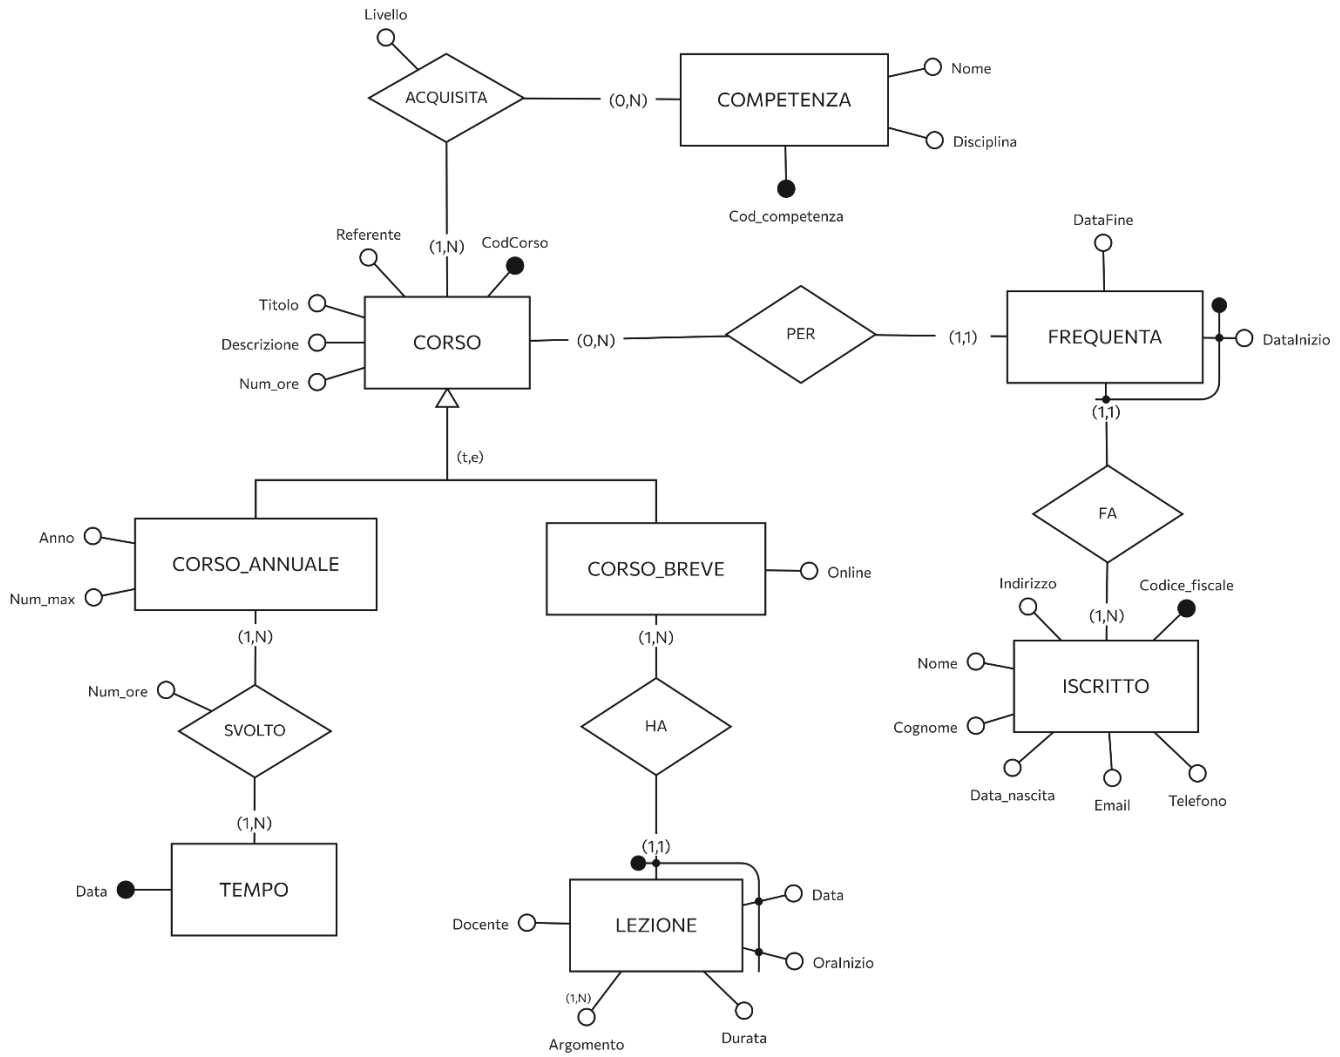 Livello
ACQUISITA
(0,N)
COMPETENZA
Nome
Disciplina
Cod_competenza
(1,N)
Referente
CodCorso
Titolo
Descrizione
Num_ore
CORSO
(0,N)
PER
(1,1)
DataFine
FREQUENTA
DataInizio
(1,1)
(t,e)
FA
Anno
Num_max
CORSO_ANNUALE
CORSO_BREVE
Online
(1,N)
(1,N)
Indirizzo
Codice_fiscale
(1,N)
Nome
ISCRITTO
Cognome
Data_nascita
Email
Telefono
Num_ore
SVOLTO
HA
(1,N)
(1,1)
Data
TEMPO
Docente
LEZIONE
Data
OraInizio
(1,N)
Argomento
Durata